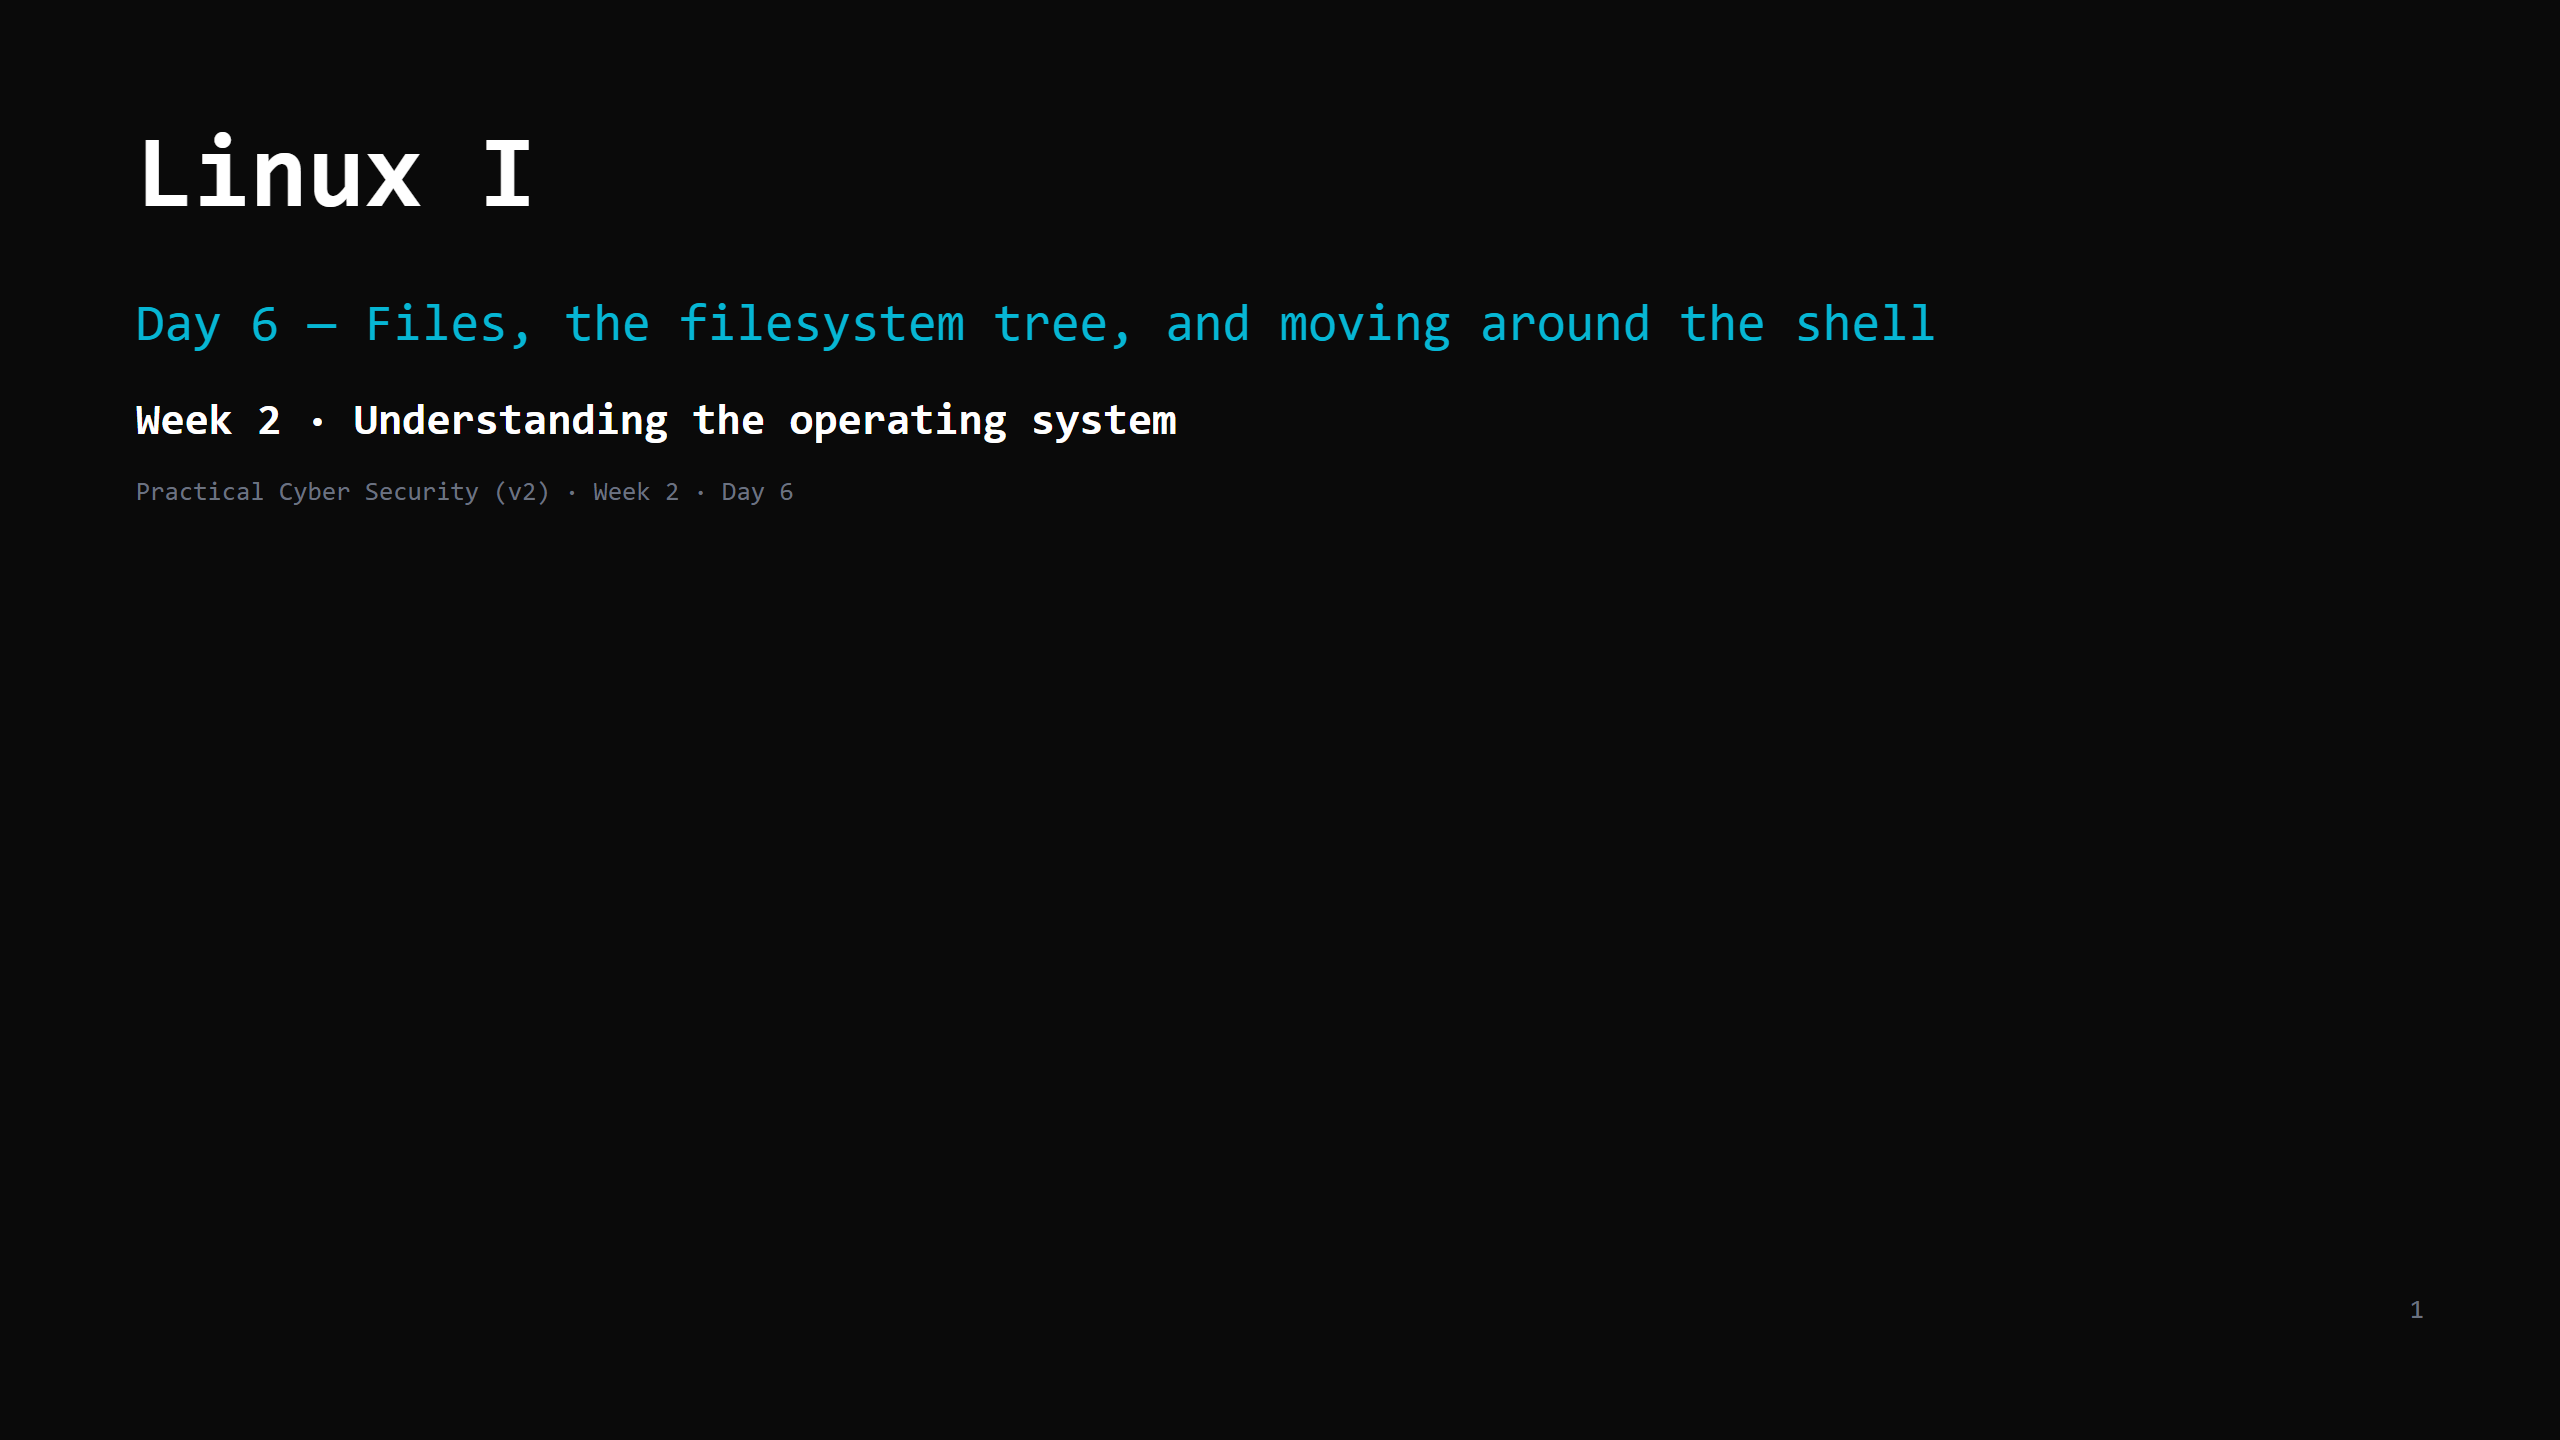 Linux I
Day 6 — Files, the filesystem tree, and moving around the shell
Week 2 · Understanding the operating system
Practical Cyber Security (v2) · Week 2 · Day 6
1